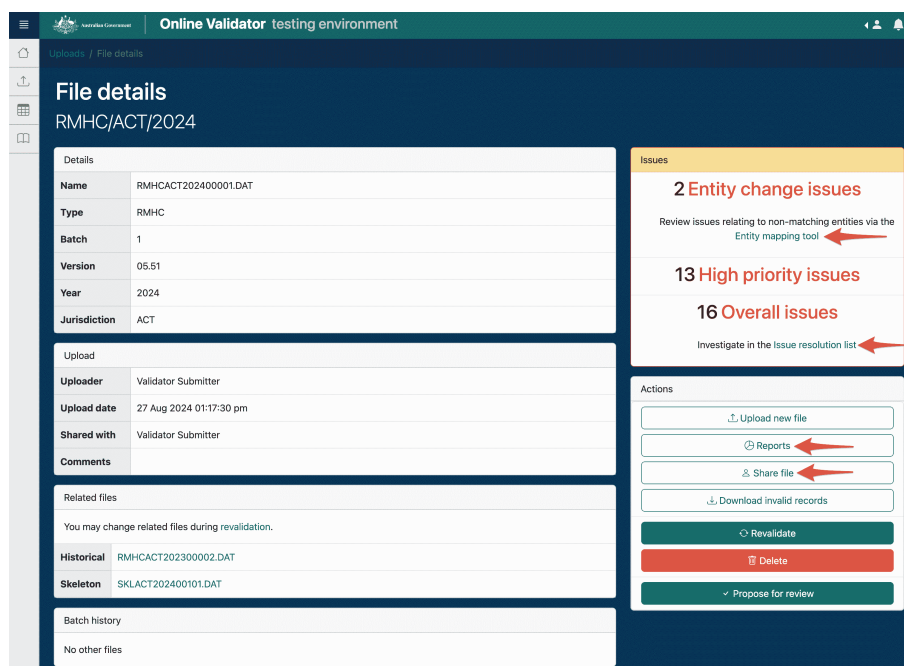 Australian Government
Online Validator testing environment
Uploads / File details
File details
RMHC/ACT/2024
Details
Name RMHCACT202400001.DAT
Type RMHC
Batch 1
Version 05.51
Year 2024
Jurisdiction ACT
Upload
Uploader Validator Submitter
Upload date 27 Aug 2024 01:17:30 pm
Shared with Validator Submitter
Comments
Related files
You may change related files during revalidation.
Historical RMHCACT202300002.DAT
Skeleton SKLACT202400101.DAT
Batch history
No other files
Issues
2 Entity change issues
Review issues relating to non-matching entities via the
Entity mapping tool
13 High priority issues
16 Overall issues
Investigate in the Issue resolution list
Actions
Upload new file
Reports
Share file
Download invalid records
Revalidate
Delete
Propose for review